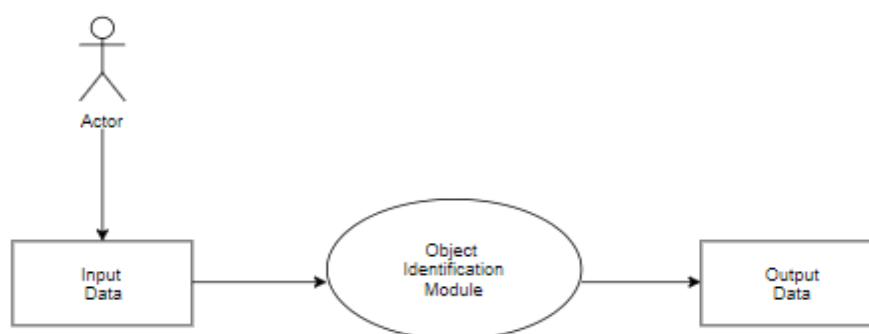 Actor
Input
Data
Object
Identification
Module
Output
Data